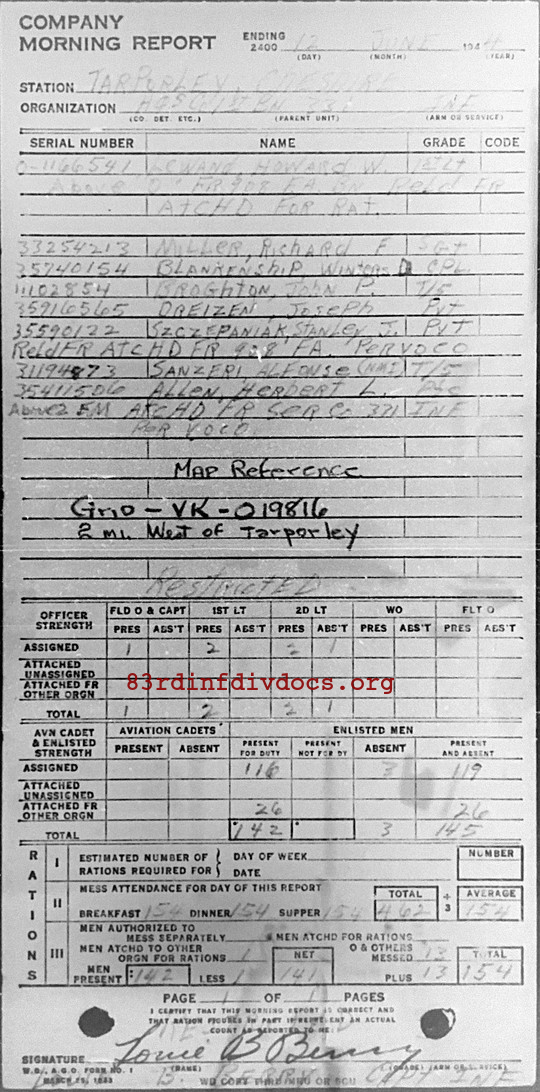 COMPANY
MORNING REPORT ENDING 2400 12 JUNE 1944
(DAY) (MONTH) (YEAR)
STATION TARPORLEY, CHESHIRE
ORGANIZATION HQ 331 INF
(CO. DET. ETC.) (PARENT UNIT) (ARM OR SERVICE)
SERIAL NUMBER NAME GRADE CODE
O-1166541 LEWAND HOWARD W. 1st Lt
Above "O" FR 908 FA Bn Reld FR
AtCHD FOR RAT.
33254213 MILLER, Richard F Sgt
35740154 BLANKENSHIP, WINTERS D CPL
11102854 BROGHTON, John P. T/5
35916565 DREIZEN, Joseph Pvt
35590122 SZCZEPANIAK, STANLEY J. Pvt
Reld FR AtCHD FR 908 FA. Per VOCO
31194873 SANZERI, ALFONSE (NMI) T/5
35411506 Allen, Herbert L. Pfc
Above 2 EM AtCHD FR Ser Co 331 INF
Per VOCO.
MAP Reference
Grid - VK - 019816
2 mi. West of Tarporley
Restricted
OFFICER STRENGTH FLD O & CAPT 1ST LT 2D LT WO FLT O
PRES ABS'T PRES ABS'T PRES ABS'T PRES ABS'T PRES ABS'T
ASSIGNED 1 2 2 1
ATTACHED UNASSIGNED
83rdinfdivdocs.org
ATTACHED FR OTHER ORGN
TOTAL 1 2 2 1
AVN CADET & ENLISTED STRENGTH AVIATION CADETS ENLISTED MEN
PRESENT ABSENT PRESENT FOR DUTY PRESENT NOT FOR DY ABSENT PRESENT AND ABSENT
ASSIGNED 116 3 119
ATTACHED UNASSIGNED
ATTACHED FR OTHER ORGN 26 26
TOTAL 142 3 145
RATIONS
I ESTIMATED NUMBER OF RATIONS REQUIRED FOR { DAY OF WEEK NUMBER
DATE
II MESS ATTENDANCE FOR DAY OF THIS REPORT TOTAL ÷ 3 AVERAGE
BREAKFAST 154 DINNER 154 SUPPER 154 462 154
III MEN AUTHORIZED TO MESS SEPARATELY MEN ATCHD FOR RATIONS
MEN ATCHD TO OTHER ORGN FOR RATIONS 1 NET O & OTHERS MESSED 13 TOTAL
MEN PRESENT 142 LESS 1 141 PLUS 13 154
PAGE 1 OF 1 PAGES
I CERTIFY THAT THIS MORNING REPORT IS CORRECT AND
THAT RATION FIGURES IN PART II REPRESENT AN ACTUAL
COUNT AS REPORTED TO ME:
SIGNATURE Lonie B Berry
W.D., A.G.O. FORM NO. 1 (NAME) (GRADE) (ARM OR SERVICE)
MARCH 25, 1943 B. BERRY CAPT INF